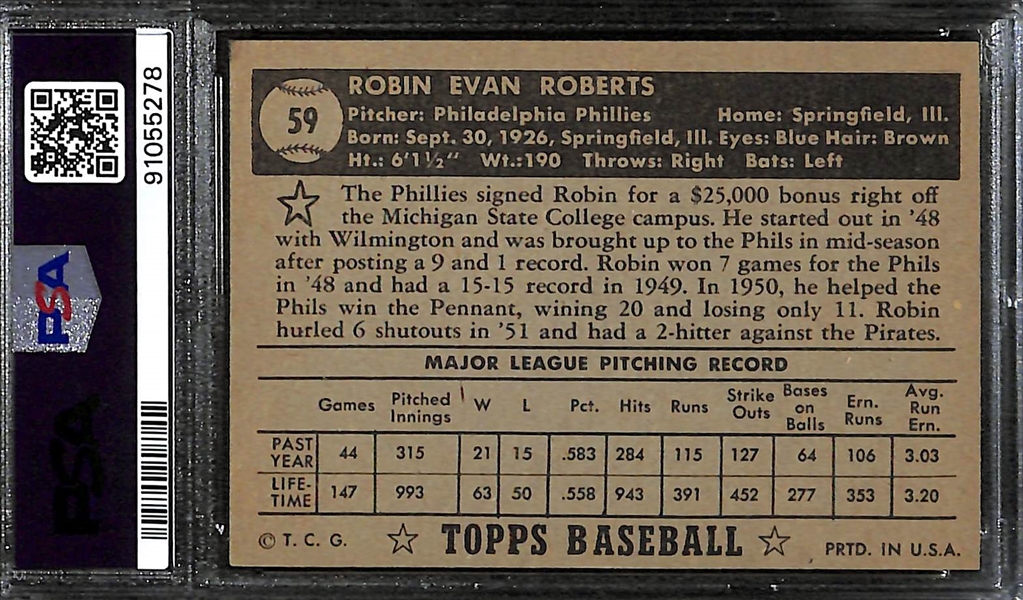 91055278
PSA
PSA
59
ROBIN EVAN ROBERTS
Pitcher: Philadelphia Phillies Home: Springfield, Ill.
Born: Sept. 30, 1926, Springfield, Ill. Eyes: Blue Hair: Brown
Ht.: 6'1½" Wt.:190 Throws: Right Bats: Left
The Phillies signed Robin for a $25,000 bonus right off
the Michigan State College campus. He started out in '48
with Wilmington and was brought up to the Phils in mid-season
after posting a 9 and 1 record. Robin won 7 games for the Phils
in '48 and had a 15-15 record in 1949. In 1950, he helped the
Phils win the Pennant, wining 20 and losing only 11. Robin
hurled 6 shutouts in '51 and had a 2-hitter against the Pirates.
MAJOR LEAGUE PITCHING RECORD
Games Pitched Innings W L Pct. Hits Runs Strike Outs Bases on Balls Ern. Runs Avg. Run Ern.
PAST YEAR 44 315 21 15 .583 284 115 127 64 106 3.03
LIFE-TIME 147 993 63 50 .558 943 391 452 277 353 3.20
© T. C. G. TOPPS BASEBALL PRTD. IN U.S.A.